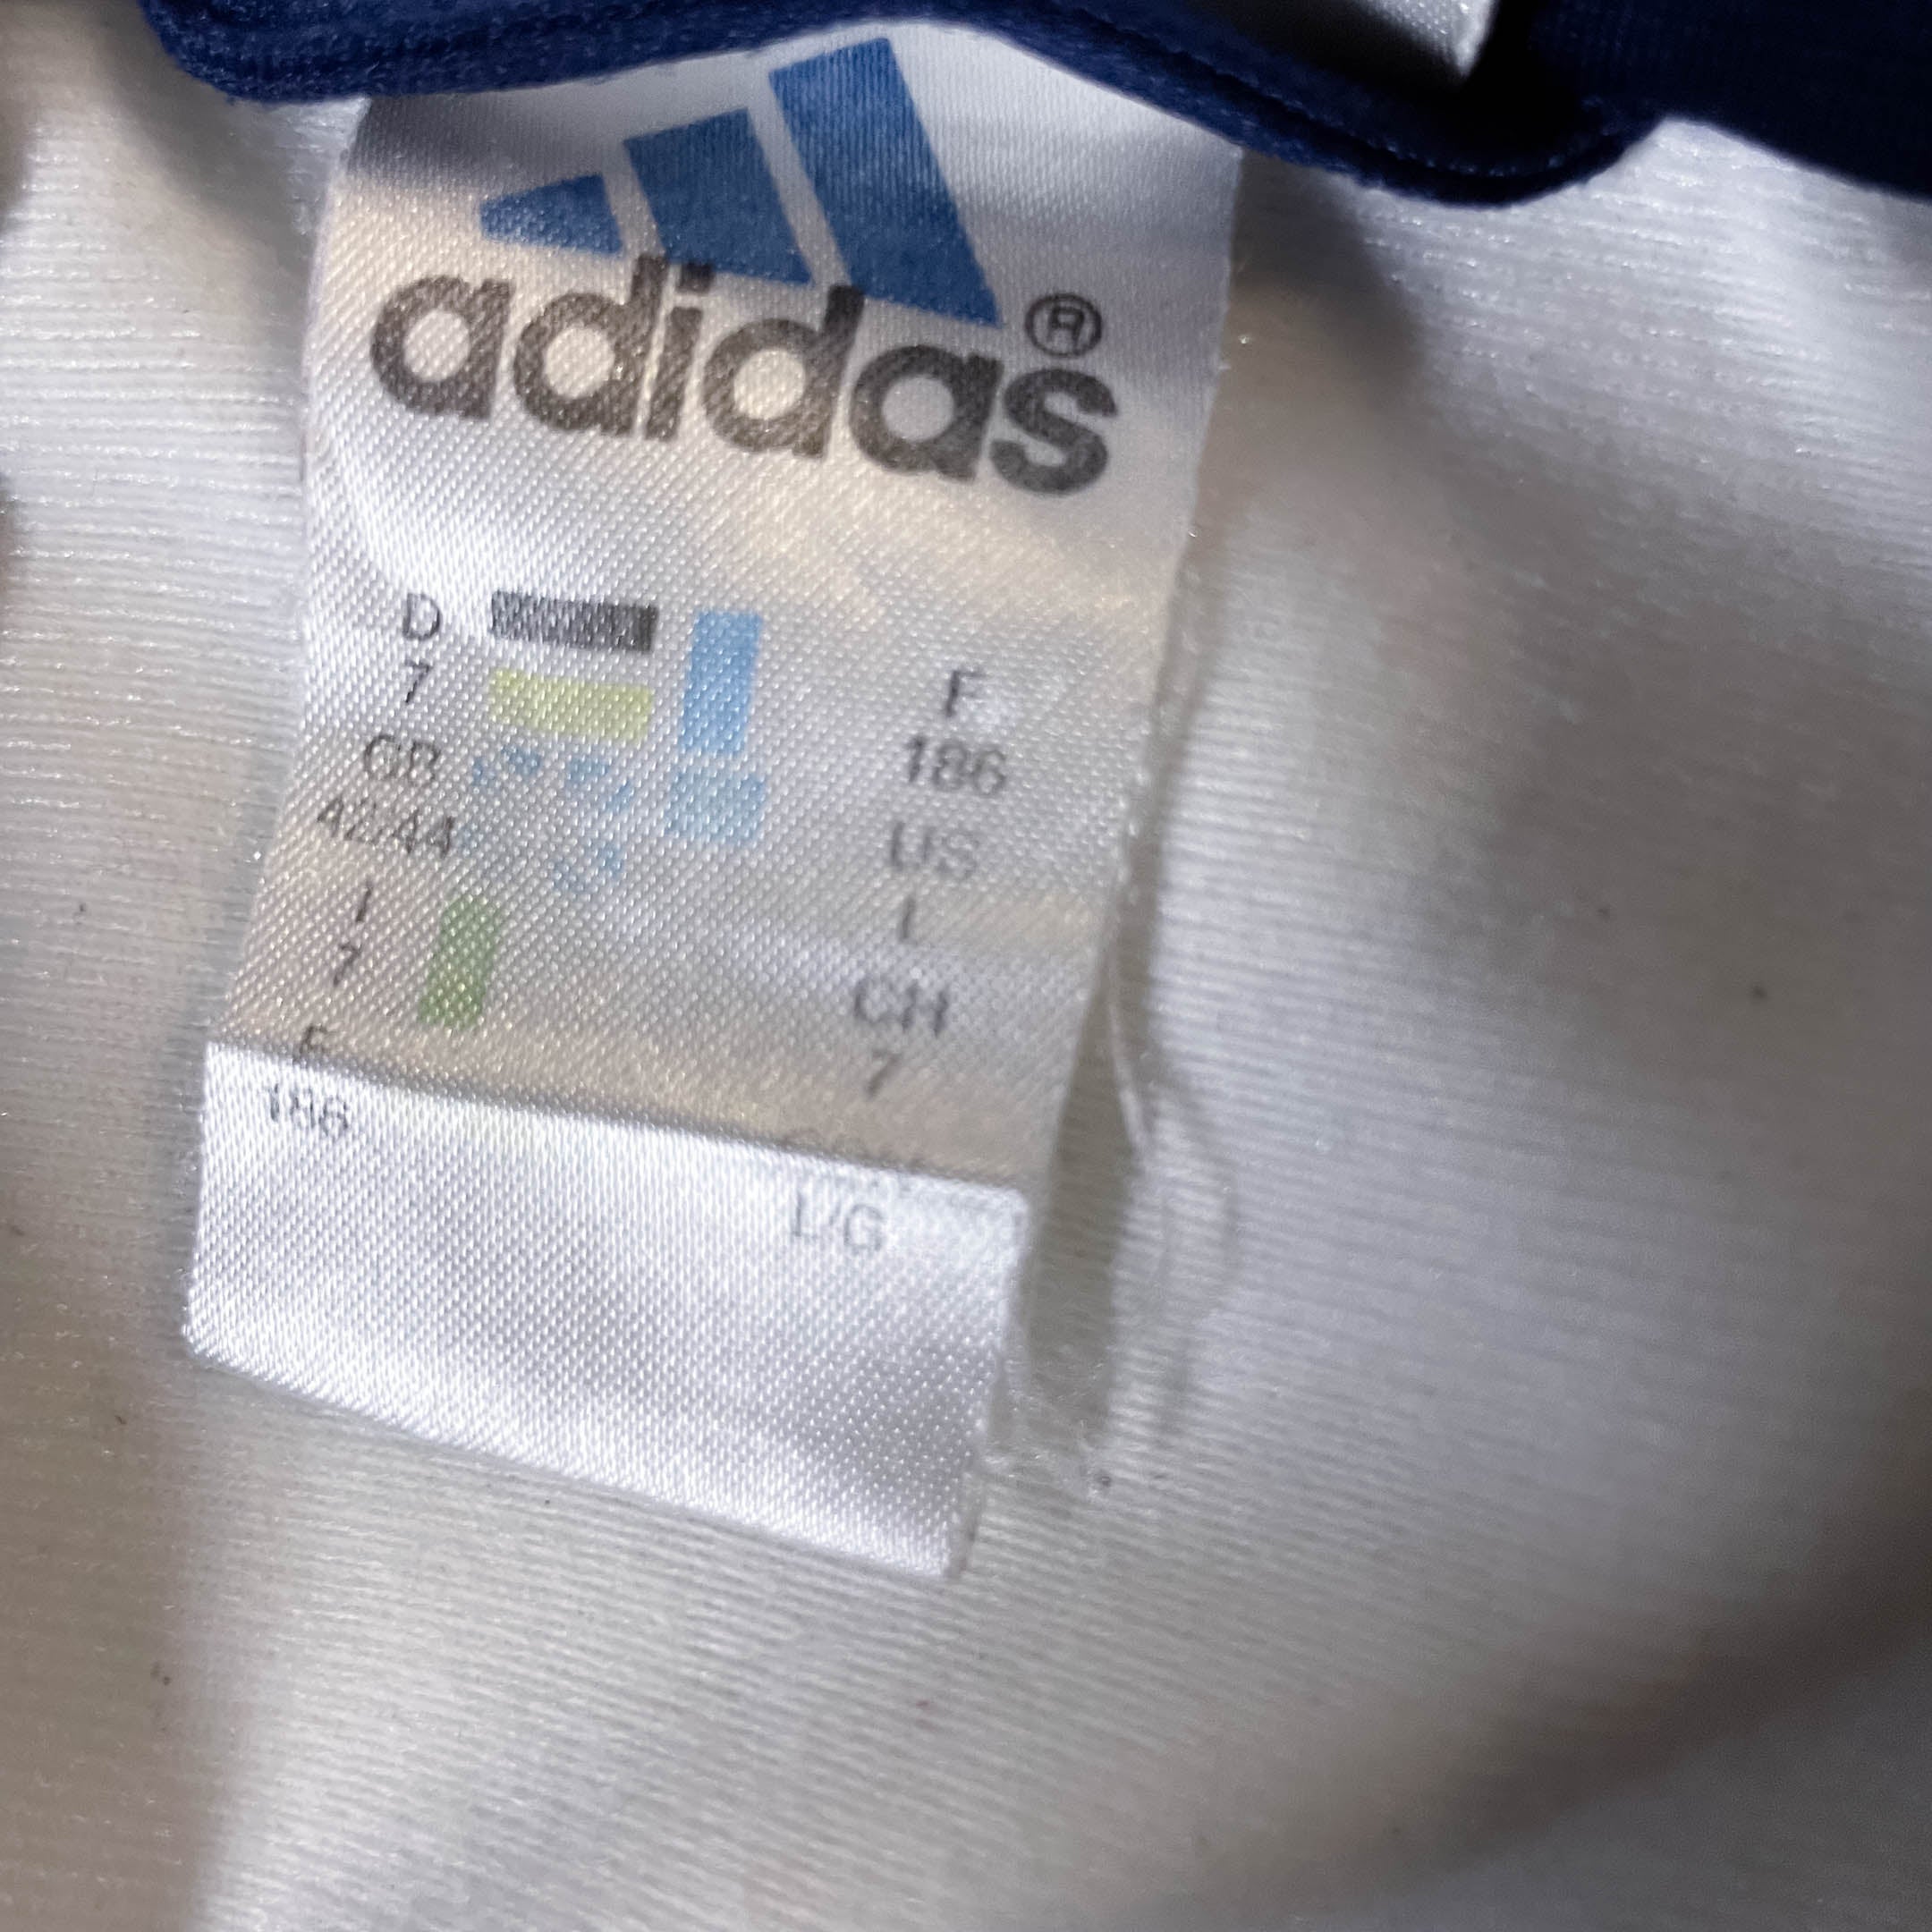 adidas®
D
7
GB
42/44
I
7
E
186
F
186
US
L
CH
7
L/G